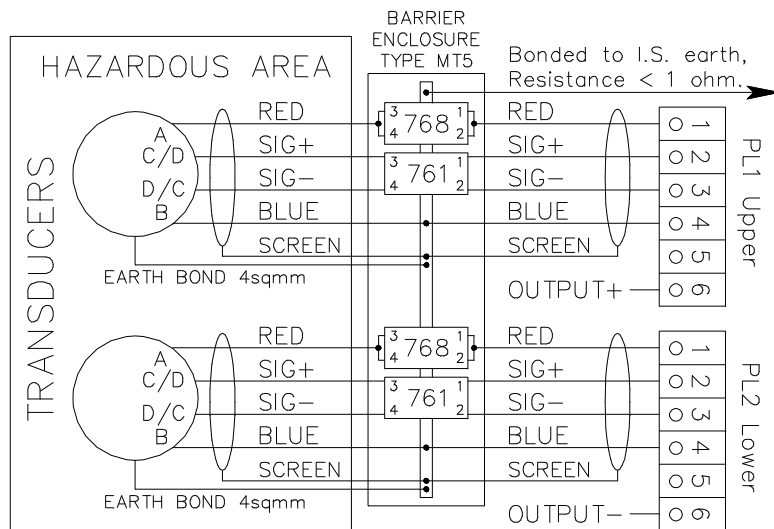 BARRIER
ENCLOSURE
TYPE MT5
Bonded to I.S. earth,
Resistance < 1 ohm.
HAZARDOUS AREA
TRANSDUCERS
A
C/D
D/C
B
RED
SIG+
SIG-
BLUE
SCREEN
EARTH BOND 4sqmm
3
4
768
1
2
3
4
761
1
2
RED
SIG+
SIG-
BLUE
SCREEN
OUTPUT+
1
2
3
4
5
6
PL1 Upper
A
C/D
D/C
B
RED
SIG+
SIG-
BLUE
SCREEN
EARTH BOND 4sqmm
3
4
768
1
2
3
4
761
1
2
RED
SIG+
SIG-
BLUE
SCREEN
OUTPUT-
1
2
3
4
5
6
PL2 Lower